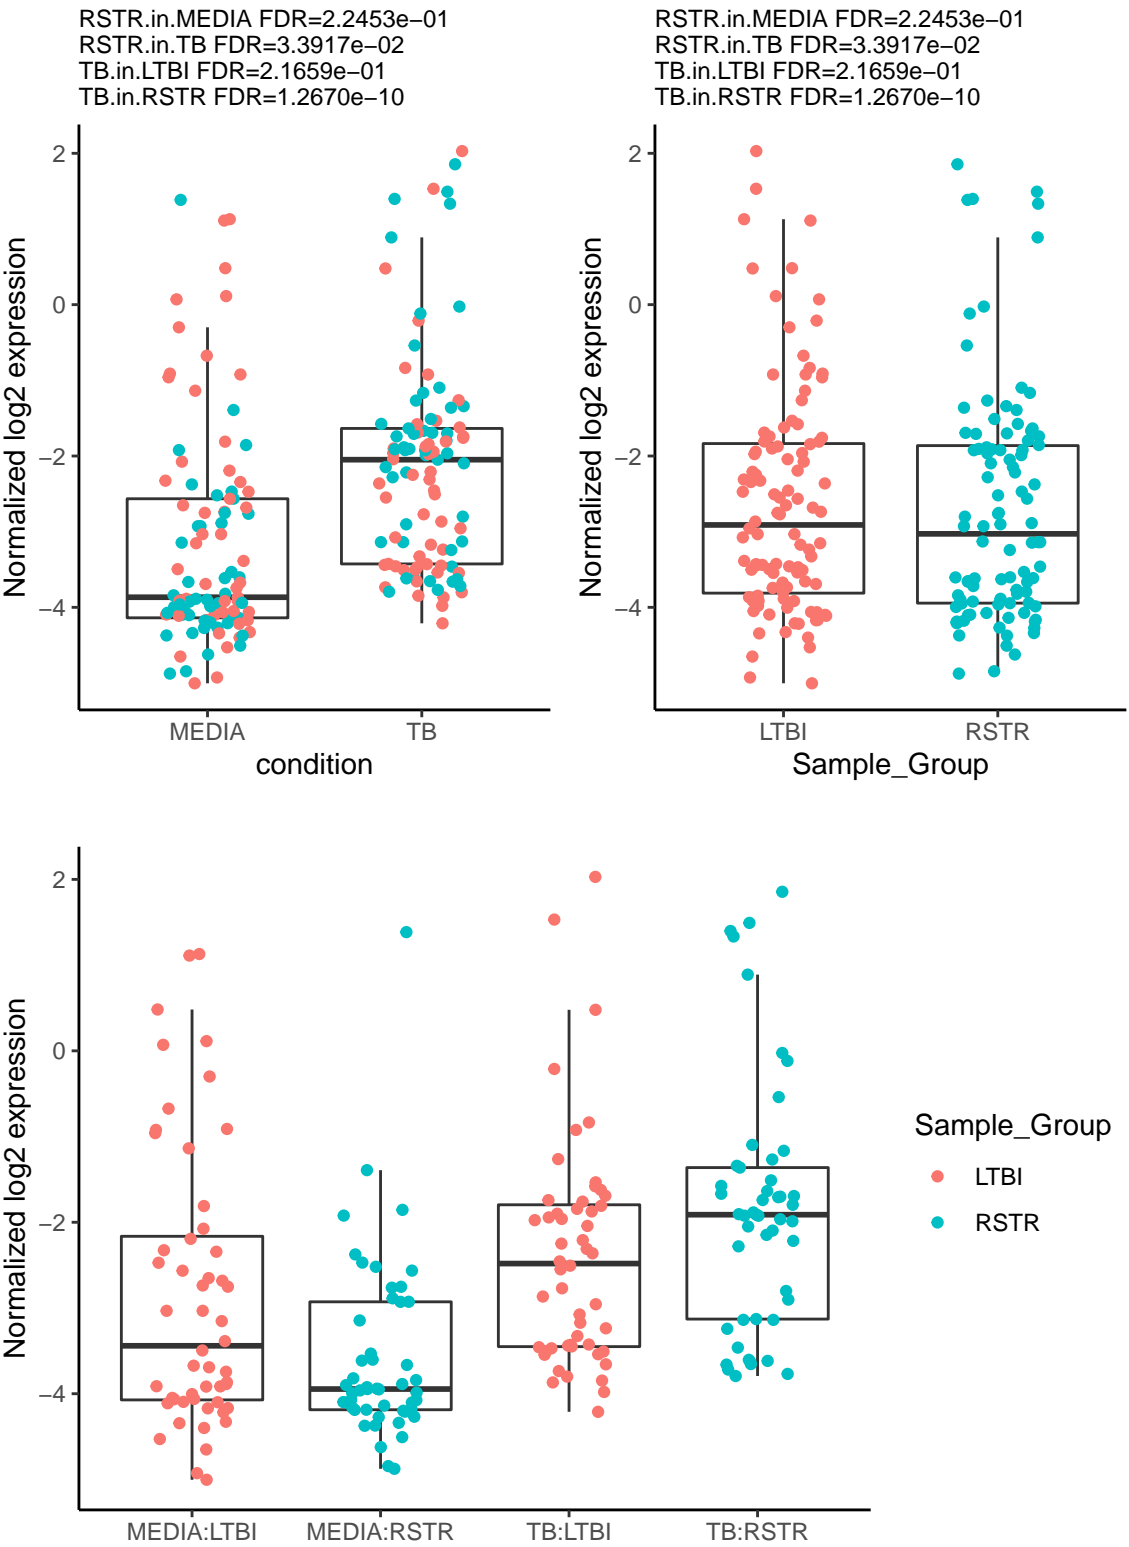 RSTR.in.MEDIA FDR=2.2453e−01
RSTR.in.TB FDR=3.3917e−02
TB.in.LTBI FDR=2.1659e−01
TB.in.RSTR FDR=1.2670e−10
Normalized log2 expression
2
0
−2
−4
MEDIA TB
condition
RSTR.in.MEDIA FDR=2.2453e−01
RSTR.in.TB FDR=3.3917e−02
TB.in.LTBI FDR=2.1659e−01
TB.in.RSTR FDR=1.2670e−10
Normalized log2 expression
2
0
−2
−4
LTBI RSTR
Sample_Group
Normalized log2 expression
2
0
−2
−4
MEDIA:LTBI MEDIA:RSTR TB:LTBI TB:RSTR
Sample_Group
LTBI
RSTR